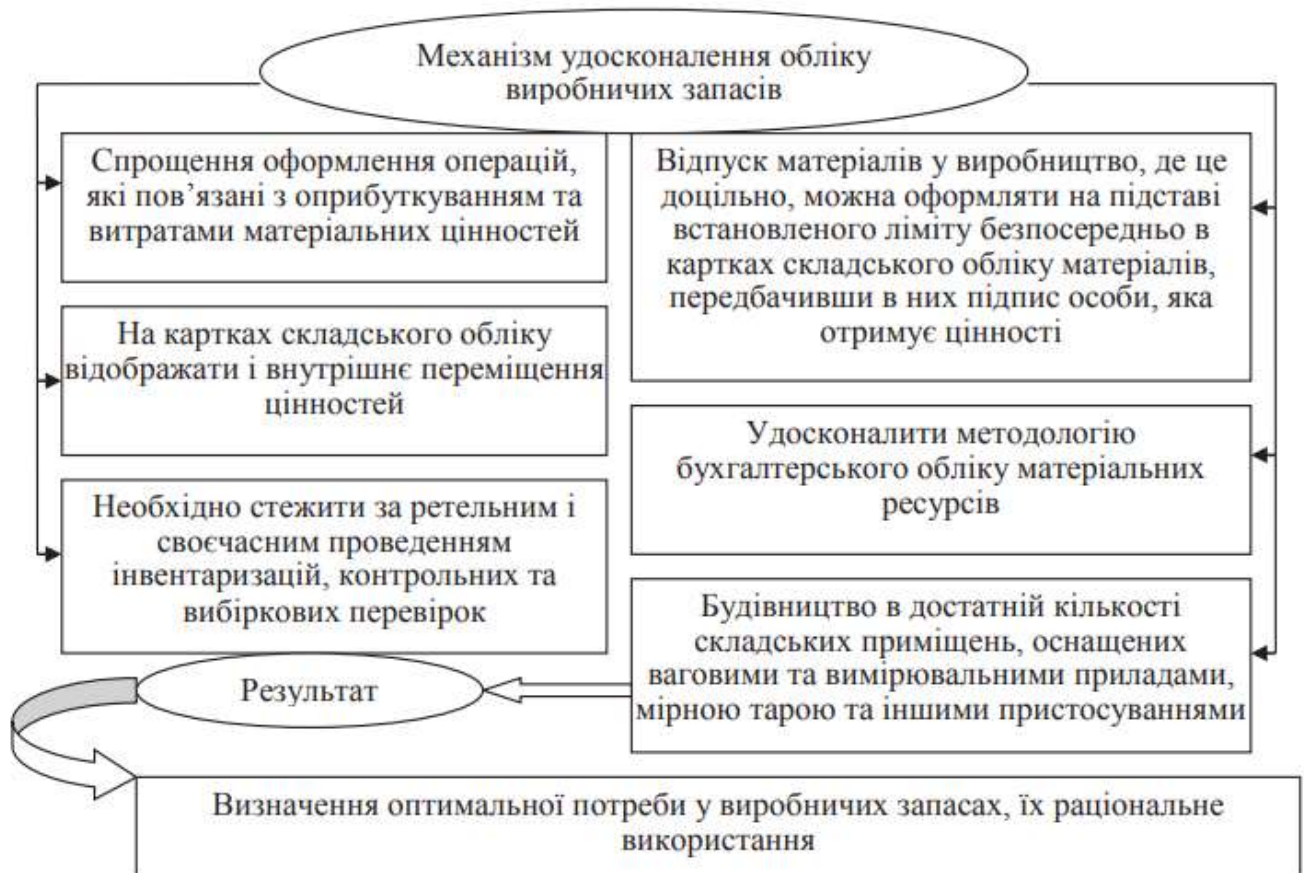 Механізм удосконалення обліку
виробничих запасів
Спрощення оформлення операцій,
які пов’язані з оприбуткуванням та
витратами матеріальних цінностей
На картках складського обліку
відображати і внутрішнє переміщення
цінностей
Необхідно стежити за ретельним і
своєчасним проведенням
інвентаризацій, контрольних та
вибіркових перевірок
Відпуск матеріалів у виробництво, де це
доцільно, можна оформляти на підставі
встановленого ліміту безпосередньо в
картках складського обліку матеріалів,
передбачивши в них підпис особи, яка
отримує цінності
Удосконалити методологію
бухгалтерського обліку матеріальних
ресурсів
Будівництво в достатній кількості
складських приміщень, оснащених
ваговими та вимірювальними приладами,
мірною тарою та іншими пристосуваннями
Результат
Визначення оптимальної потреби у виробничих запасах, їх раціональне
використання